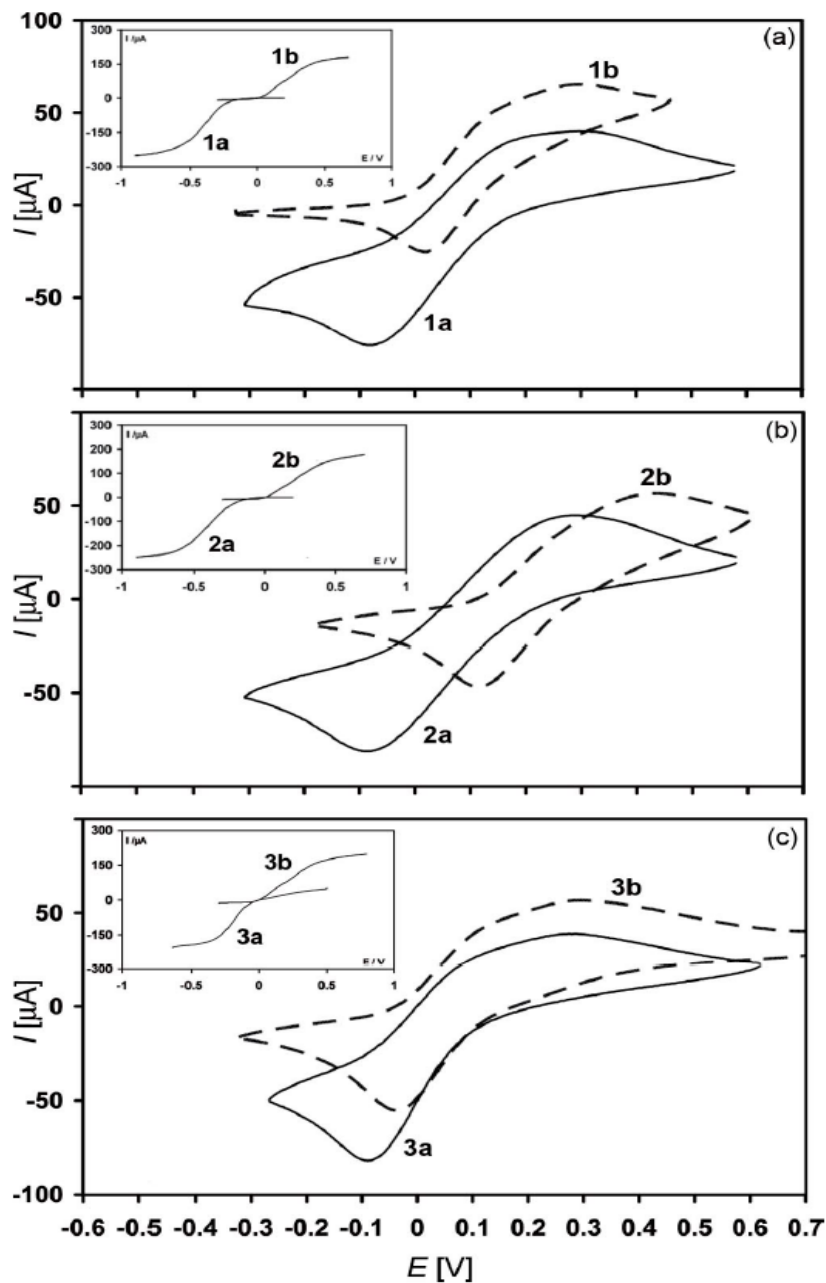 100
50
0
-50
I [µA]
(a)
1b
1a
I /µA
300
150
0
-150
-300
1b
1a
E / V
-1
-0.5
0
0.5
1
50
0
-50
I [µA]
(b)
2b
2a
I /µA
300
200
100
0
-100
-200
-300
2b
2a
E / V
-1
-0.5
0
0.5
1
50
0
-50
-100
I [µA]
(c)
3b
3a
I /µA
300
150
0
-150
-300
3b
3a
E / V
-1
-0.5
0
0.5
1
-0.6 -0.5 -0.4 -0.3 -0.2 -0.1 0 0.1 0.2 0.3 0.4 0.5 0.6 0.7
E [V]